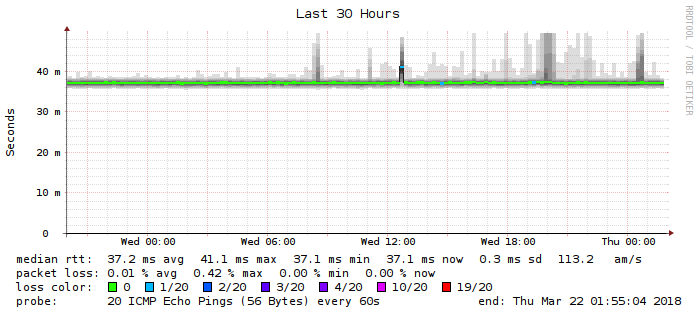 Last 30 Hours
RRDTOOL / TOBI OETIKER
Seconds
40 m
30 m
20 m
10 m
0
Wed 00:00 Wed 06:00 Wed 12:00 Wed 18:00 Thu 00:00
median rtt: 37.2 ms avg 41.1 ms max 37.1 ms min 37.1 ms now 0.3 ms sd 113.2 am/s
packet loss: 0.01 % avg 0.42 % max 0.00 % min 0.00 % now
loss color: 0 1/20 2/20 3/20 4/20 10/20 19/20
probe: 20 ICMP Echo Pings (56 Bytes) every 60s end: Thu Mar 22 01:55:04 2018